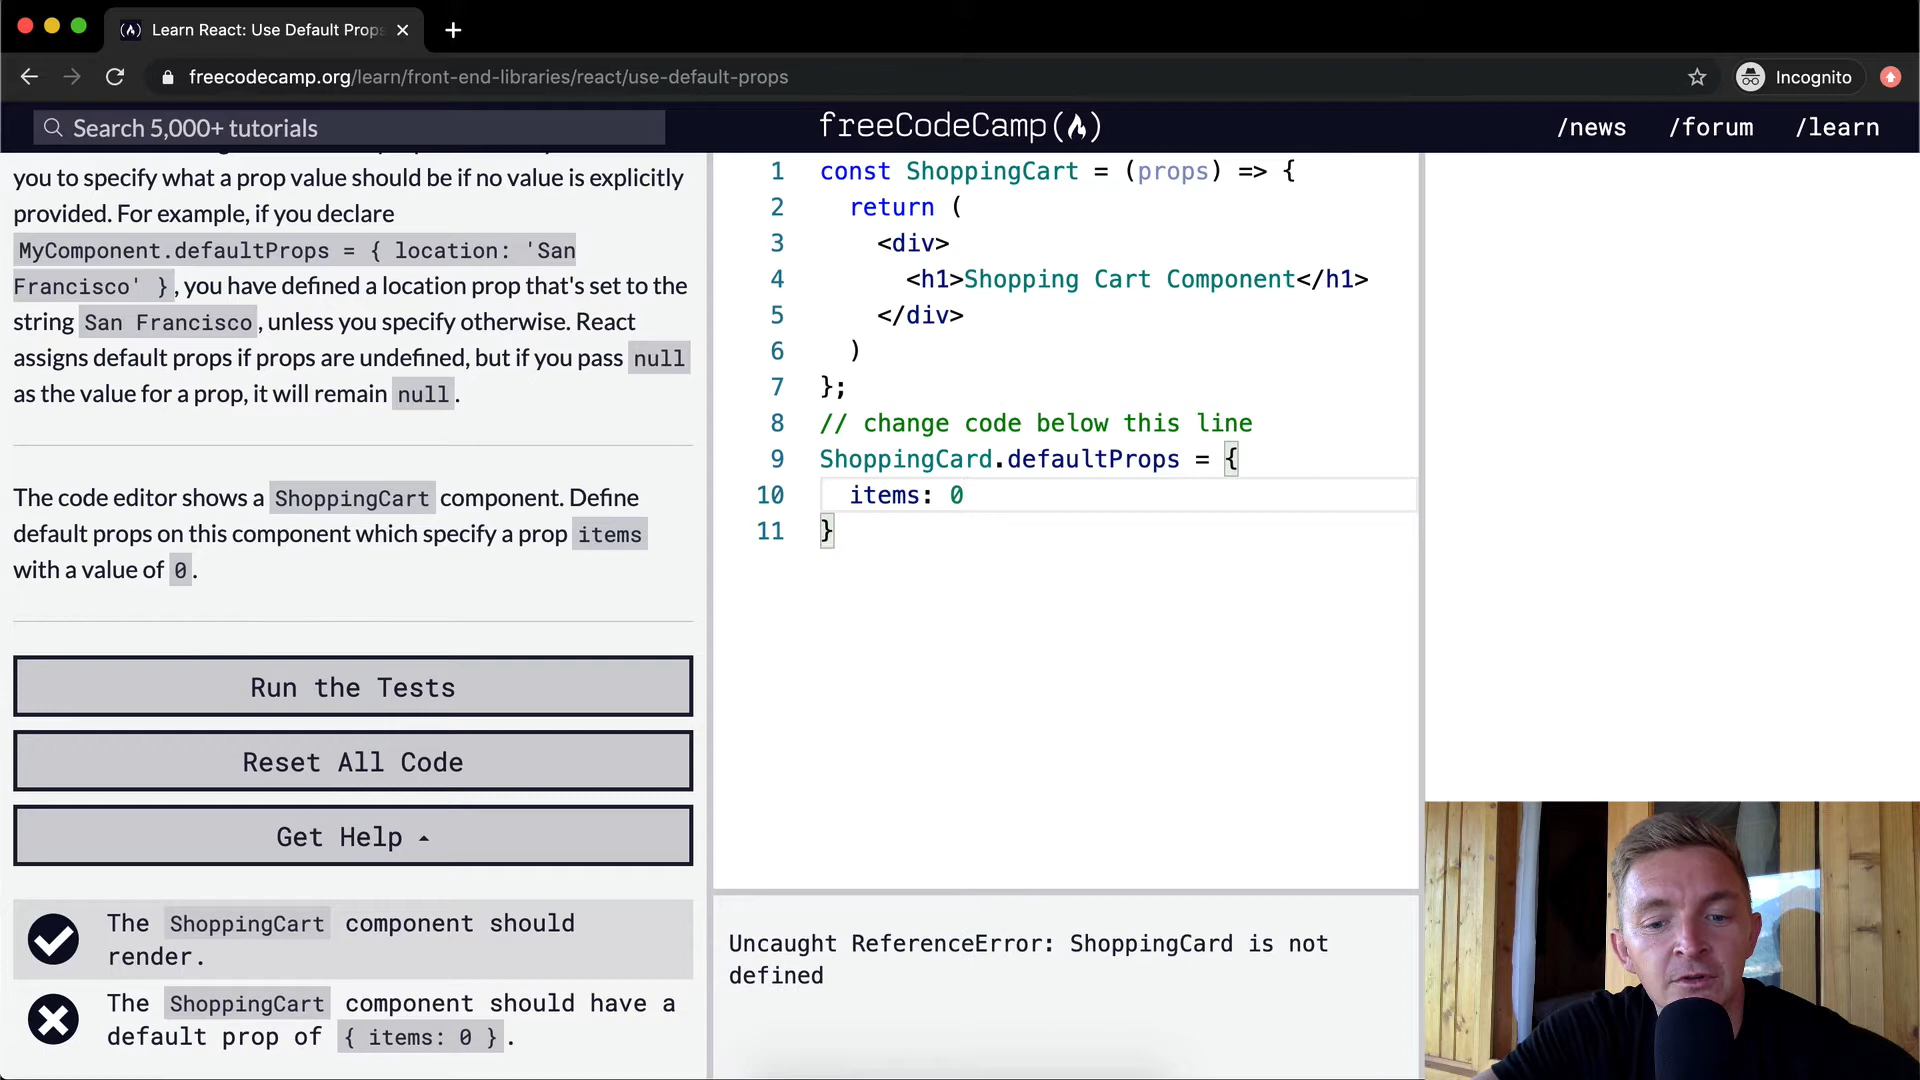 Learn React: Use Default Props
freecodecamp.org/learn/front-end-libraries/react/use-default-props
Incognito
Search 5,000+ tutorials
freeCodeCamp
/news /forum /learn
you to specify what a prop value should be if no value is explicitly
provided. For example, if you declare
MyComponent.defaultProps = { location: 'San
Francisco' }, you have defined a location prop that's set to the
string San Francisco, unless you specify otherwise. React
assigns default props if props are undefined, but if you pass null
as the value for a prop, it will remain null.
The code editor shows a ShoppingCart component. Define
default props on this component which specify a prop items
with a value of 0.
Run the Tests
Reset All Code
Get Help
The ShoppingCart component should
render.
The ShoppingCart component should have a
default prop of { items: 0 }.
1 const ShoppingCart = (props) => {
2 return (
3 <div>
4 <h1>Shopping Cart Component</h1>
5 </div>
6 )
7 };
8 // change code below this line
9 ShoppingCard.defaultProps = {
10 items: 0
11 }
Uncaught ReferenceError: ShoppingCard is not
defined